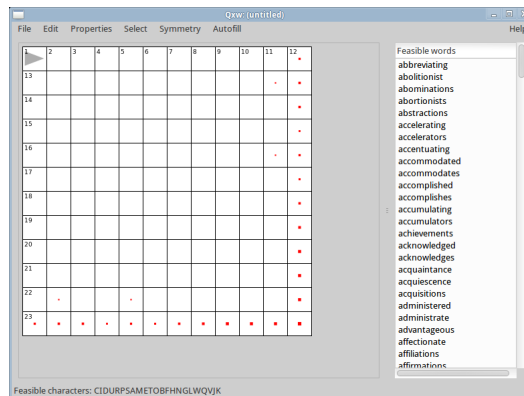 Qxw: (untitled)
File Edit Properties Select Symmetry Autofill Help
1 2 3 4 5 6 7 8 9 10 11 12
13
14
15
16
17
18
19
20
21
22
23
Feasible words
abbreviating
abolitionist
abominations
abortionists
abstractions
accelerating
accelerators
accentuating
accommodated
accommodates
accomplished
accomplishes
accumulating
accumulators
achievements
acknowledged
acknowledges
acquaintance
acquiescence
acquisitions
administered
administrate
advantageous
affectionate
affiliations
affirmations
Feasible characters: CIDURPSAMETOBFHNGLWQVJK